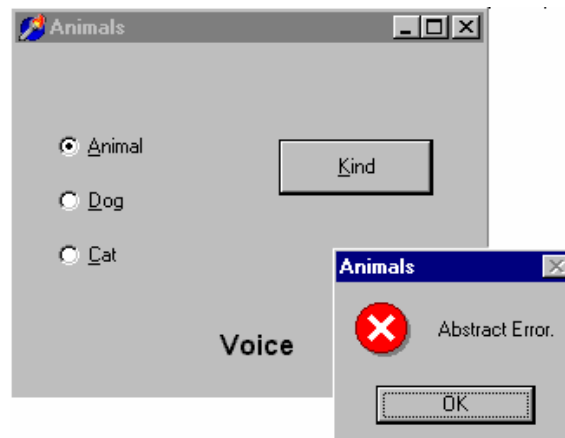 Animals
Animal
Kind
Dog
Cat
Animals
Abstract Error.
Voice
OK